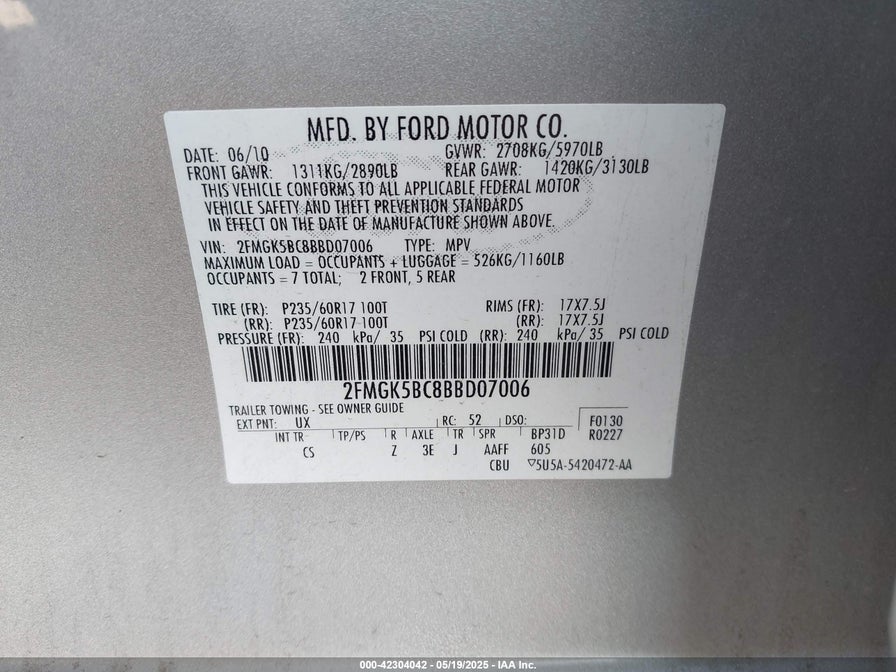 MFD. BY FORD MOTOR CO.
DATE: 06/10 GVWR: 2708KG/5970LB
FRONT GAWR: 1311KG/2890LB REAR GAWR: 1420KG/3130LB
THIS VEHICLE CONFORMS TO ALL APPLICABLE FEDERAL MOTOR
VEHICLE SAFETY AND THEFT PREVENTION STANDARDS
IN EFFECT ON THE DATE OF MANUFACTURE SHOWN ABOVE.
VIN: 2FMGK5BC8BBD07006 TYPE: MPV
MAXIMUM LOAD = OCCUPANTS + LUGGAGE = 526KG/1160LB
OCCUPANTS = 7 TOTAL; 2 FRONT, 5 REAR
TIRE (FR): P235/60R17 100T RIMS (FR): 17X7.5J
(RR): P235/60R17 100T (RR): 17X7.5J
PRESSURE (FR): 240 kPa/ 35 PSI COLD (RR): 240 kPa/ 35 PSI COLD
2FMGK5BC8BBD07006
TRAILER TOWING - SEE OWNER GUIDE
EXT PNT: UX RC: 52 DSO: F0130
INT TR TP/PS R AXLE TR SPR BP31D R0227
CS Z 3E J AAFF 605
CBU ▽5U5A-5420472-AA
000-42304042 - 05/19/2025 - IAA Inc.